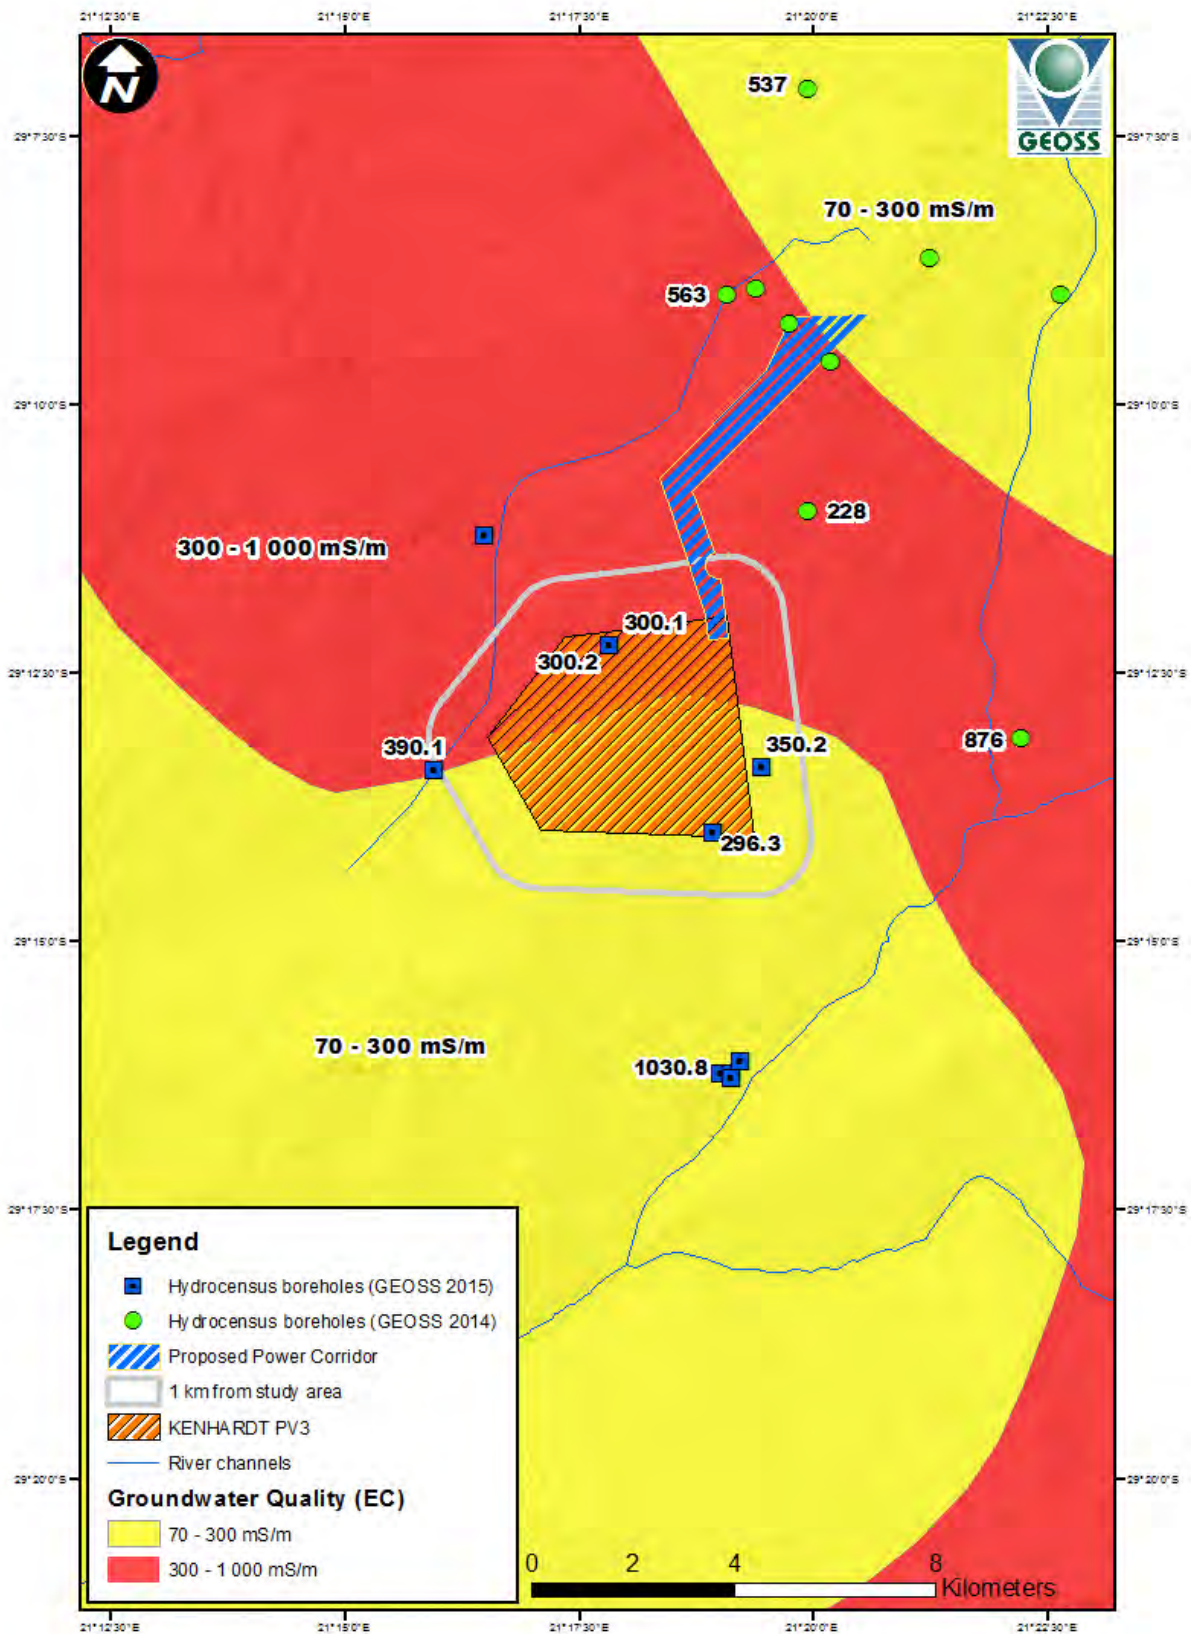 21°12'30"E 21°15'0"E 21°17'30"E 21°20'0"E 21°22'30"E
N
GEOSS
537
29°7'30"S 29°7'30"S
70 - 300 mS/m
563
29°10'0"S 29°10'0"S
228
300 - 1 000 mS/m
300.1
300.2
29°12'30"S 29°12'30"S
390.1
350.2
876
296.3
29°15'0"S 29°15'0"S
70 - 300 mS/m
1030.8
29°17'30"S 29°17'30"S
Legend
Hydrocensus boreholes (GEOSS 2015)
Hydrocensus boreholes (GEOSS 2014)
Proposed Power Corridor
1 km from study area
KENHARDT PV3
River channels
29°20'0"S 29°20'0"S
Groundwater Quality (EC)
70 - 300 mS/m
300 - 1 000 mS/m
0 2 4 8
Kilometers
21°12'30"E 21°15'0"E 21°17'30"E 21°20'0"E 21°22'30"E